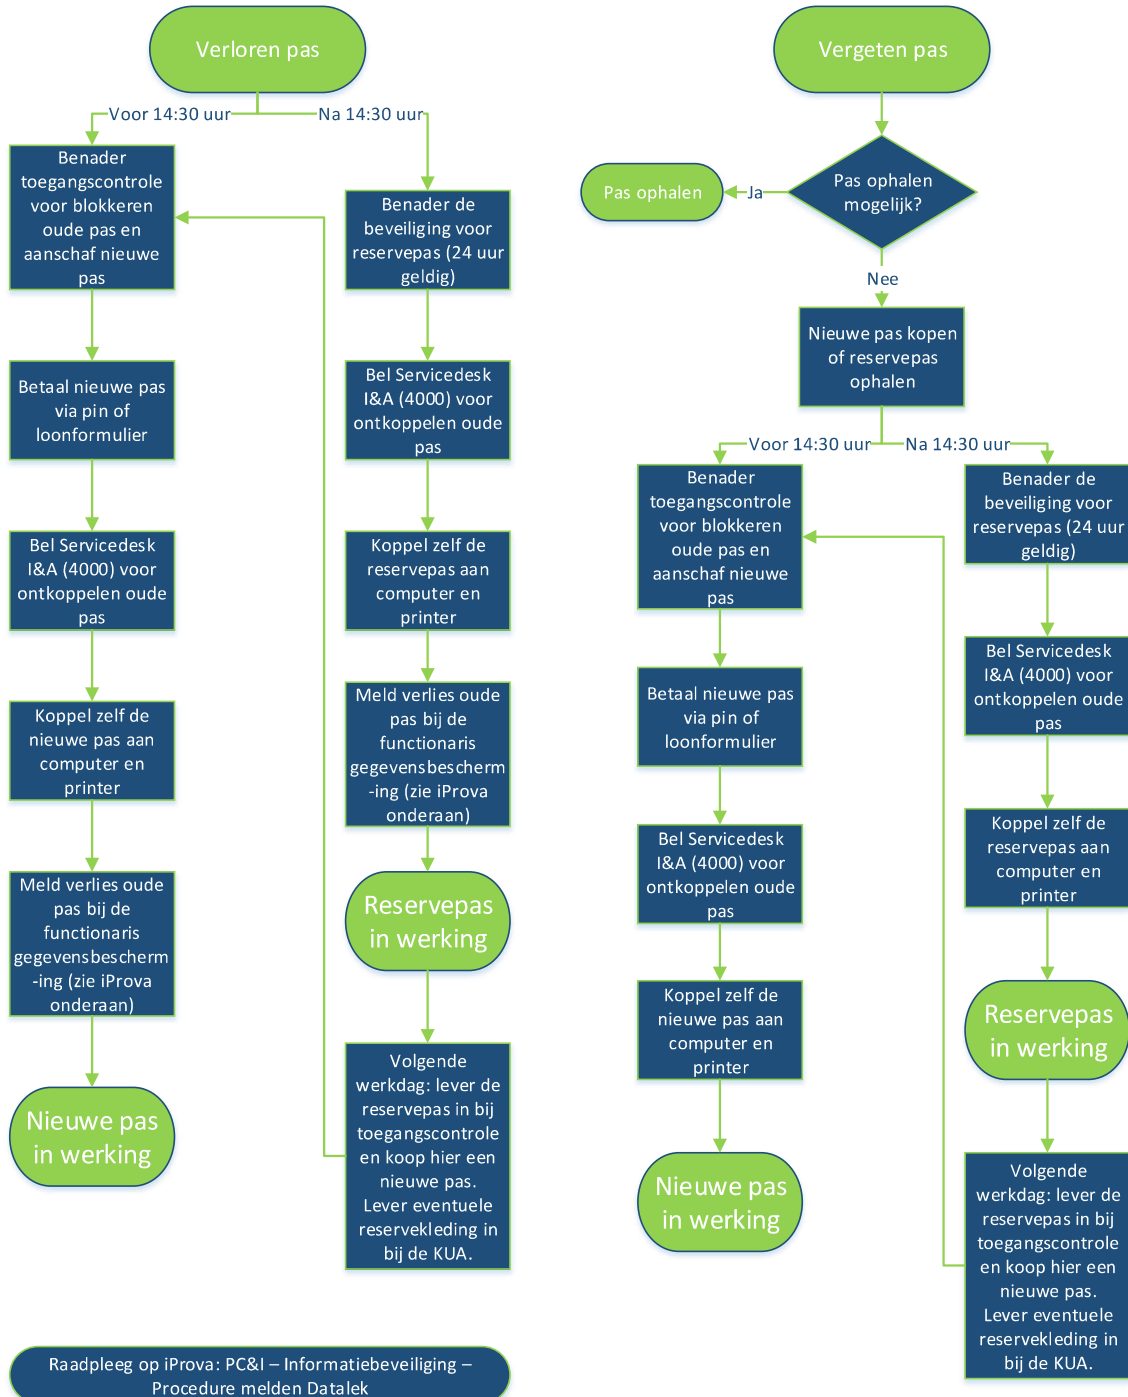 Verloren pas
Voor 14:30 uur
Na 14:30 uur
Benader
toegangscontrole
voor blokkeren
oude pas en
aanschaf nieuwe
pas
Betaal nieuwe pas
via pin of
loonformulier
Bel Servicedesk
I&A (4000) voor
ontkoppelen oude
pas
Koppel zelf de
nieuwe pas aan
computer en
printer
Meld verlies oude
pas bij de
functionaris
gegevensbescherm
-ing (zie iProva
onderaan)
Nieuwe pas
in werking
Benader de
beveiliging voor
reservepas (24 uur
geldig)
Bel Servicedesk
I&A (4000) voor
ontkoppelen oude
pas
Koppel zelf de
reservepas aan
computer en
printer
Meld verlies oude
pas bij de
functionaris
gegevensbescherm
-ing (zie iProva
onderaan)
Reservepas
in werking
Volgende
werkdag: lever de
reservepas in bij
toegangscontrole
en koop hier een
nieuwe pas.
Lever eventuele
reservekleding in
bij de KUA.
Raadpleeg op iProva: PC&I – Informatiebeveiliging –
Procedure melden Datalek
Vergeten pas
Pas ophalen
mogelijk?
Ja
Pas ophalen
Nee
Nieuwe pas kopen
of reservepas
ophalen
Voor 14:30 uur
Na 14:30 uur
Benader
toegangscontrole
voor blokkeren
oude pas en
aanschaf nieuwe
pas
Betaal nieuwe pas
via pin of
loonformulier
Bel Servicedesk
I&A (4000) voor
ontkoppelen oude
pas
Koppel zelf de
nieuwe pas aan
computer en
printer
Nieuwe pas
in werking
Benader de
beveiliging voor
reservepas (24 uur
geldig)
Bel Servicedesk
I&A (4000) voor
ontkoppelen oude
pas
Koppel zelf de
reservepas aan
computer en
printer
Reservepas
in werking
Volgende
werkdag: lever de
reservepas in bij
toegangscontrole
en koop hier een
nieuwe pas.
Lever eventuele
reservekleding in
bij de KUA.